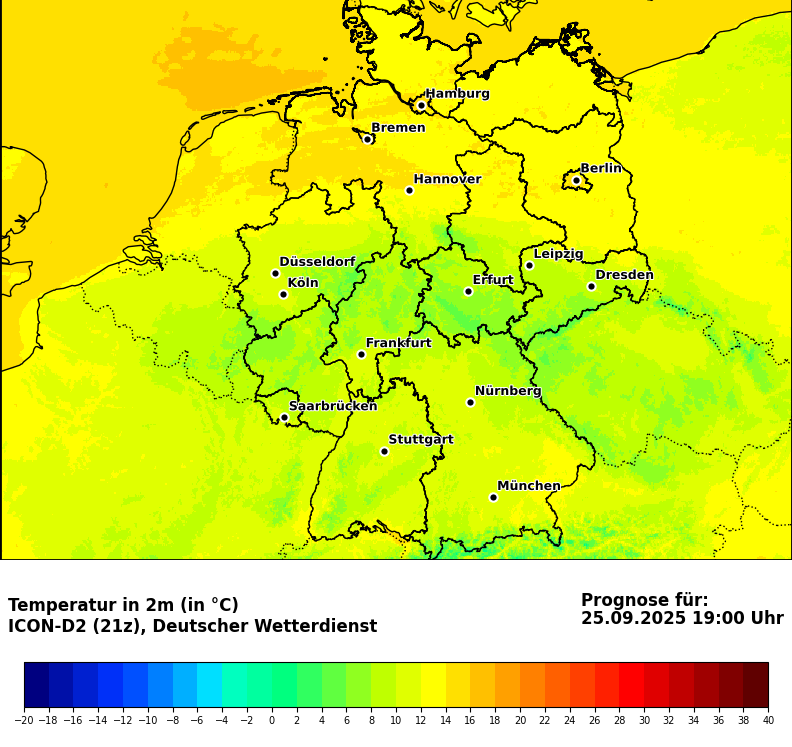 Hamburg
Bremen
Berlin
Hannover
Leipzig
Düsseldorf
Dresden
Köln
Erfurt
Frankfurt
Nürnberg
Saarbrücken
Stuttgart
München
Temperatur in 2m (in °C)
ICON-D2 (21z), Deutscher Wetterdienst
Prognose für:
25.09.2025 19:00 Uhr
−20 −18 −16 −14 −12 −10 −8 −6 −4 −2 0 2 4 6 8 10 12 14 16 18 20 22 24 26 28 30 32 34 36 38 40